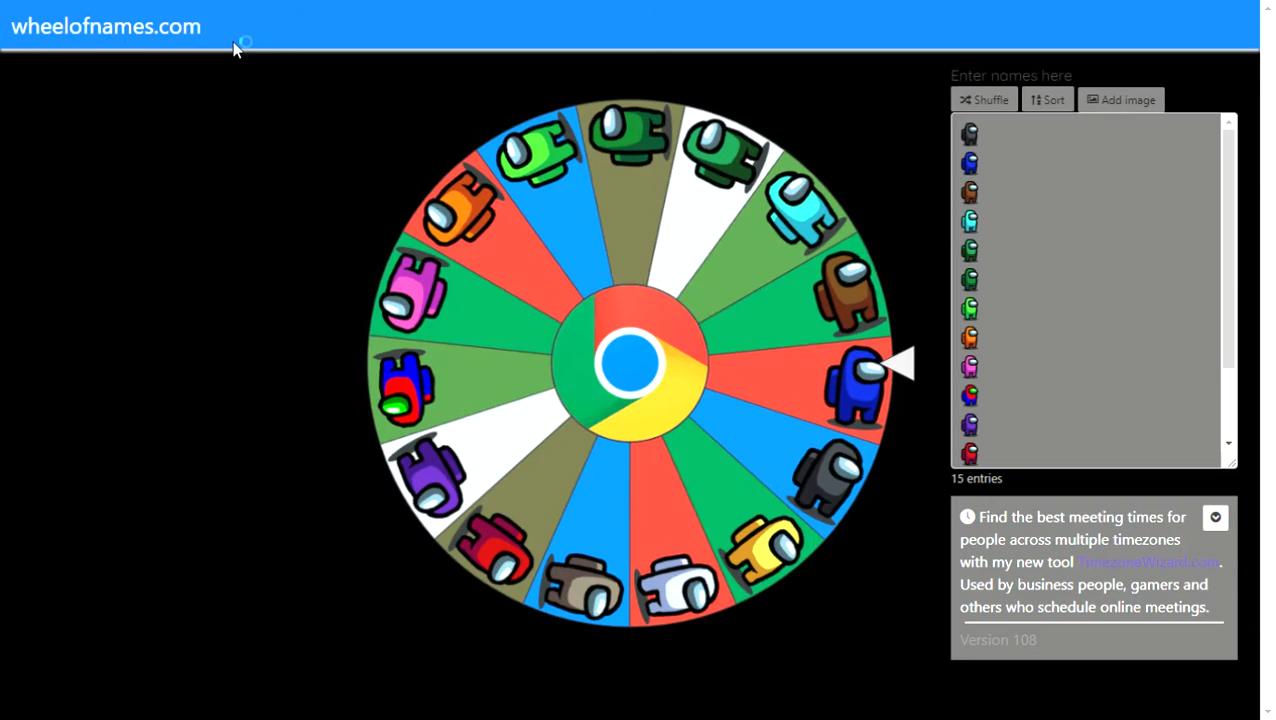 wheelofnames.com
Enter names here
Shuffle
Sort
Add image
15 entries
Find the best meeting times for
people across multiple timezones
with my new tool TimezoneWizard.com.
Used by business people, gamers and
others who schedule online meetings.
Version 108